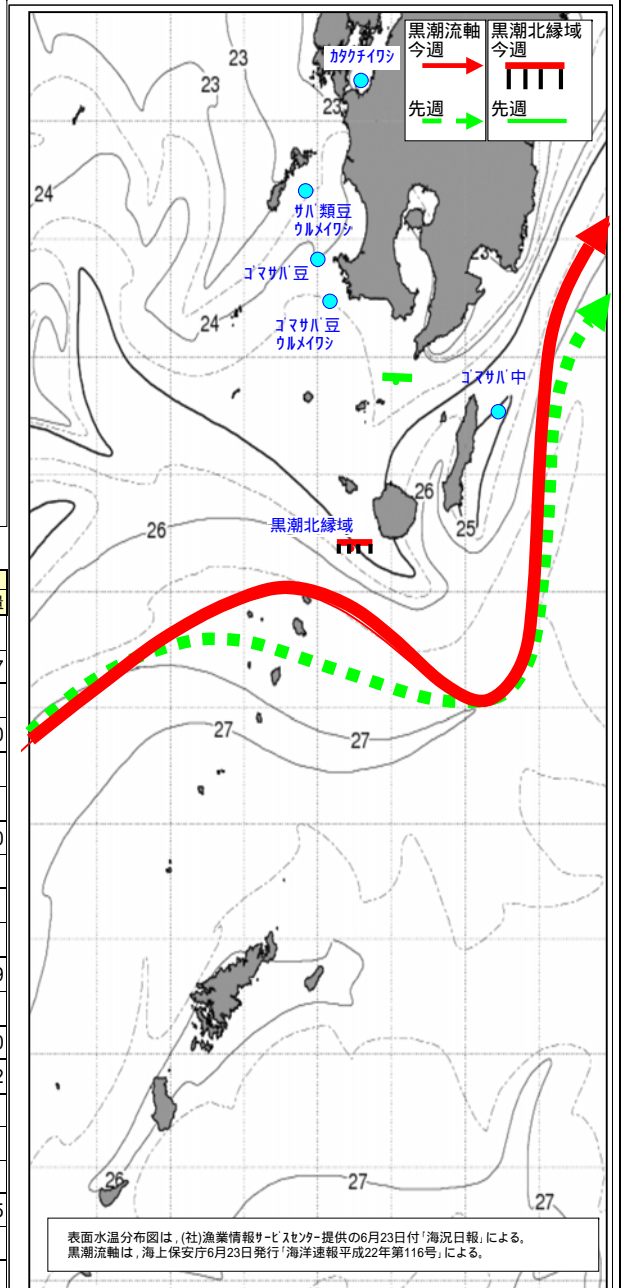 黒潮流軸
今週
先週
黒潮北縁域
今週
先週
ｶﾀｸﾁｲﾜｼ
23
23
23
24
ｻﾊﾞ類豆
ｳﾙﾒｲﾜｼ
ｺﾞﾏｻﾊﾞ豆
24
ｺﾞﾏｻﾊﾞ豆
ｳﾙﾒｲﾜｼ
ｺﾞﾏｻﾊﾞ中
26
25
26
黒潮北縁域
27
27
26
27
27
表面水温分布図は，(社)漁業情報ｻｰﾋﾞｽｾﾝﾀｰ提供の6月23日付｢海況日報｣による。
黒潮流軸は，海上保安庁6月23日発行｢海洋速報平成22年第116号｣による。